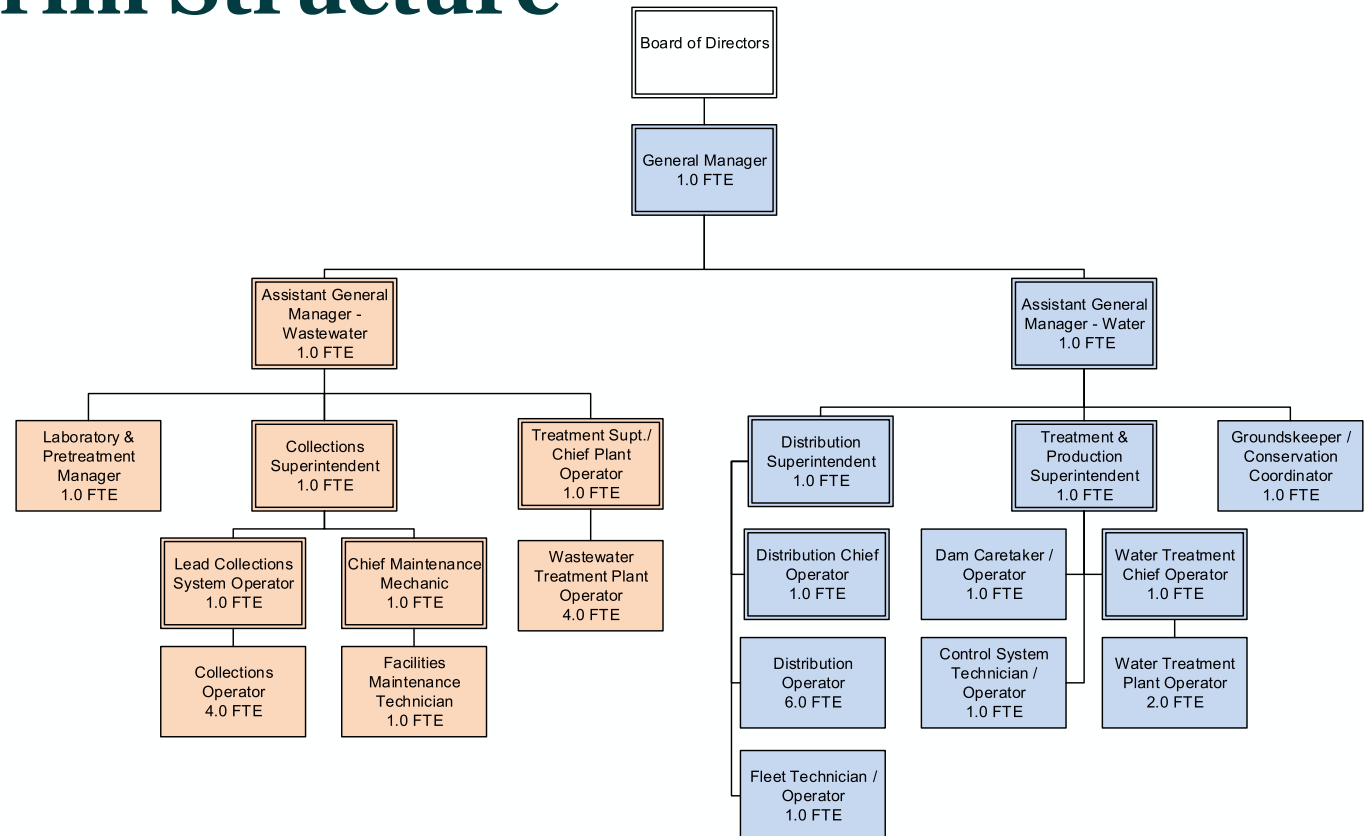 Structure
Board of Directors
General Manager
1.0 FTE
Assistant General
Manager -
Wastewater
1.0 FTE
Assistant General
Manager - Water
1.0 FTE
Laboratory &
Pretreatment
Manager
1.0 FTE
Collections
Superintendent
1.0 FTE
Treatment Supt./
Chief Plant
Operator
1.0 FTE
Distribution
Superintendent
1.0 FTE
Treatment &
Production
Superintendent
1.0 FTE
Groundskeeper /
Conservation
Coordinator
1.0 FTE
Lead Collections
System Operator
1.0 FTE
Chief Maintenance
Mechanic
1.0 FTE
Wastewater
Treatment Plant
Operator
4.0 FTE
Distribution Chief
Operator
1.0 FTE
Dam Caretaker /
Operator
1.0 FTE
Water Treatment
Chief Operator
1.0 FTE
Collections
Operator
4.0 FTE
Facilities
Maintenance
Technician
1.0 FTE
Distribution
Operator
6.0 FTE
Control System
Technician /
Operator
1.0 FTE
Water Treatment
Plant Operator
2.0 FTE
Fleet Technician /
Operator
1.0 FTE